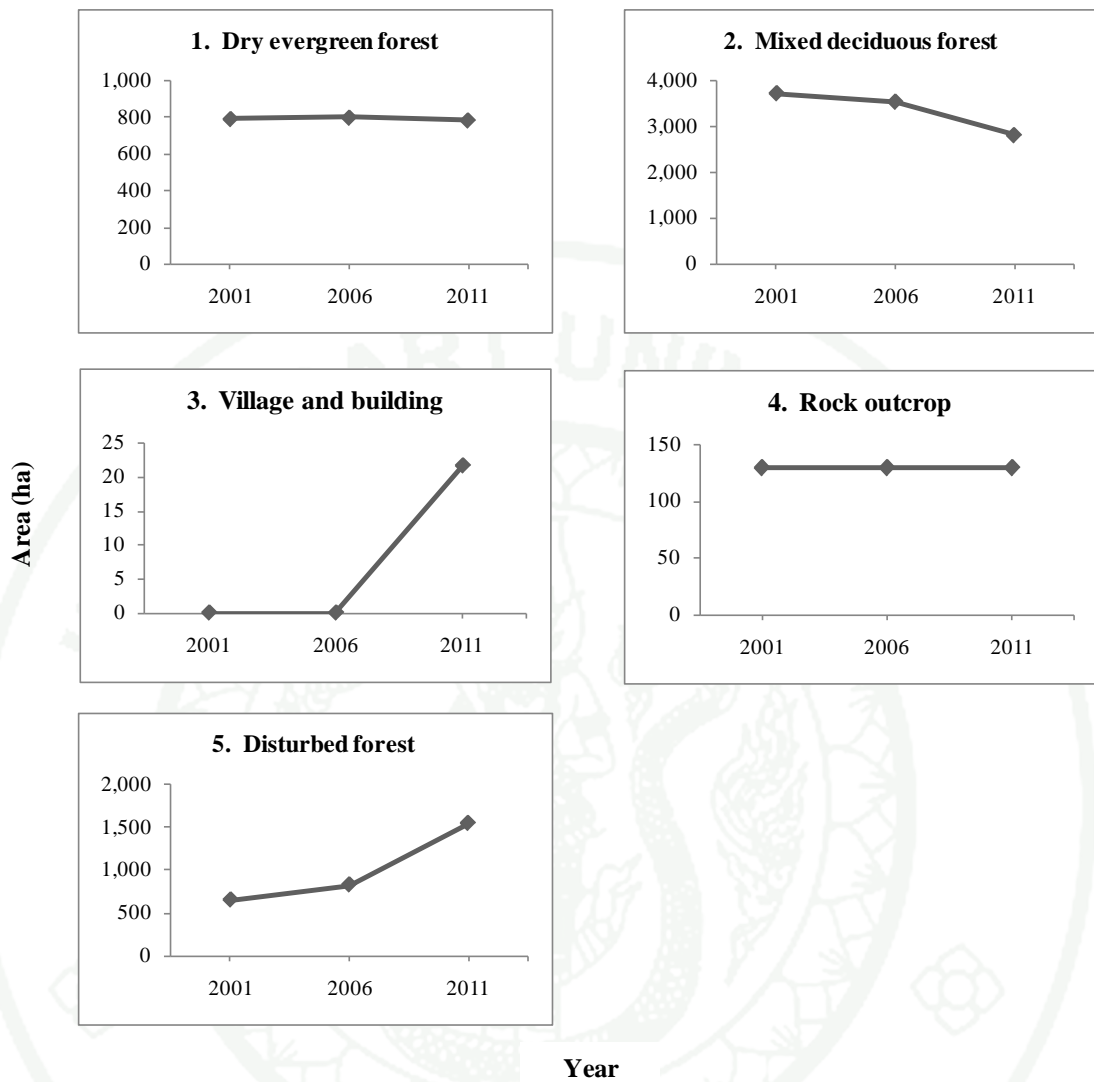 1. Dry evergreen forest
1,000
800
600
400
200
0
2001 2006 2011
2. Mixed deciduous forest
4,000
3,000
2,000
1,000
0
2001 2006 2011
3. Village and building
25
20
15
10
5
0
2001 2006 2011
4. Rock outcrop
150
100
50
0
2001 2006 2011
Area (ha)
5. Disturbed forest
2,000
1,500
1,000
500
0
2001 2006 2011
Year